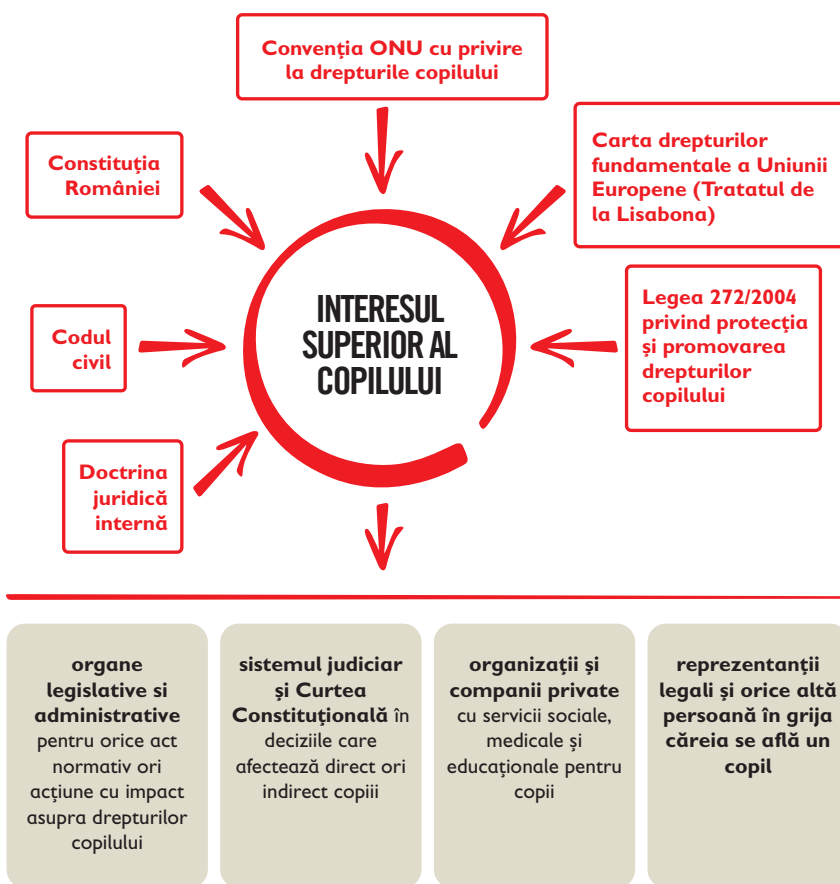 Convenția ONU cu privire
la drepturile copilului
Constituția
României
Carta drepturilor
fundamentale a Uniunii
Europene (Tratatul de
la Lisabona)
INTERESUL
SUPERIOR AL
COPILULUI
Codul
civil
Legea 272/2004
privind protecția
și promovarea
drepturilor
copilului
Doctrina
juridică
internă
organe
legislative si
administrative
pentru orice act
normativ ori
acțiune cu impact
asupra drepturilor
copilului
sistemul judiciar
și Curtea
Constituțională în
deciziile care
afectează direct ori
indirect copiii
organizații și
companii private
cu servicii sociale,
medicale și
educaționale pentru
copii
reprezentanții
legali și orice altă
persoană în grija
căreia se află un
copil